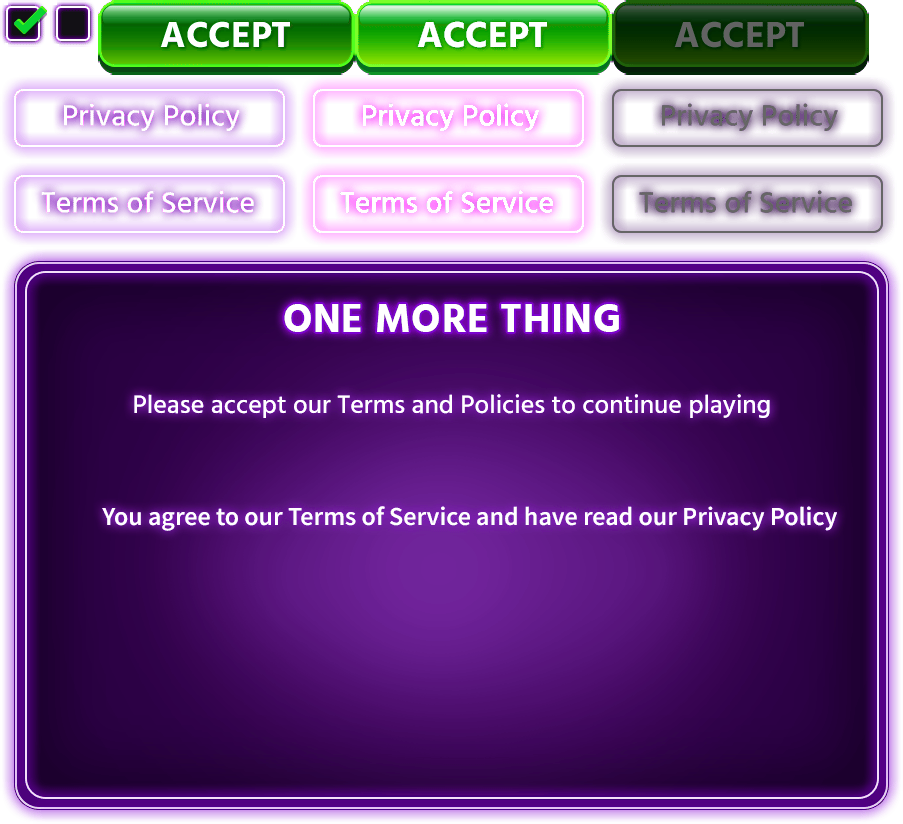 ACCEPT ACCEPT ACCEPT
Privacy Policy Privacy Policy Privacy Policy
Terms of Service Terms of Service Terms of Service
ONE MORE THING
Please accept our Terms and Policies to continue playing
You agree to our Terms of Service and have read our Privacy Policy